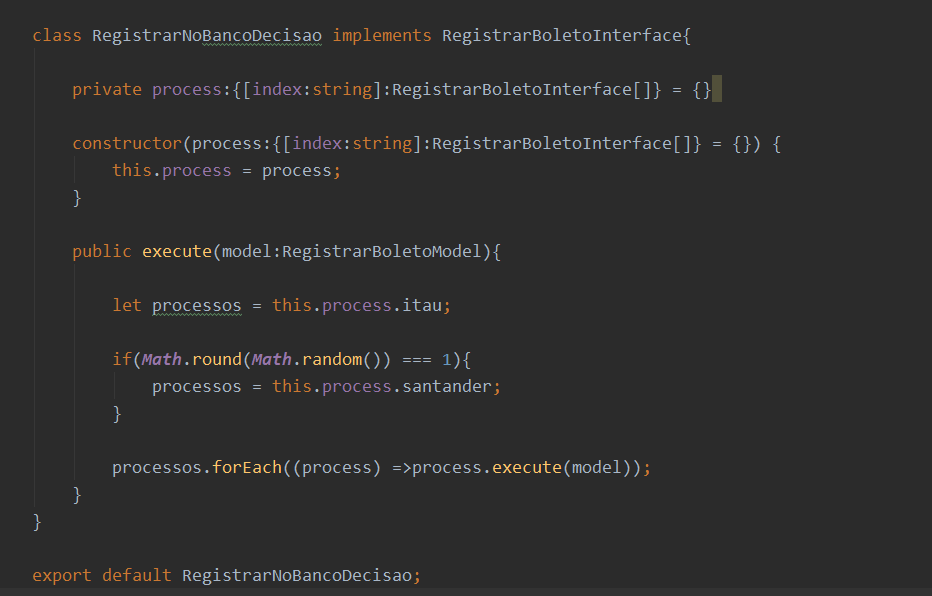 class RegistrarNoBancoDecisao implements RegistrarBoletoInterface{
private process:{[index:string]:RegistrarBoletoInterface[]} = {}
constructor(process:{[index:string]:RegistrarBoletoInterface[]} = {}) {
this.process = process;
}
public execute(model:RegistrarBoletoModel){
let processos = this.process.itau;
if(Math.round(Math.random()) === 1){
processos = this.process.santander;
}
processos.forEach((process) =>process.execute(model));
}
}
export default RegistrarNoBancoDecisao;